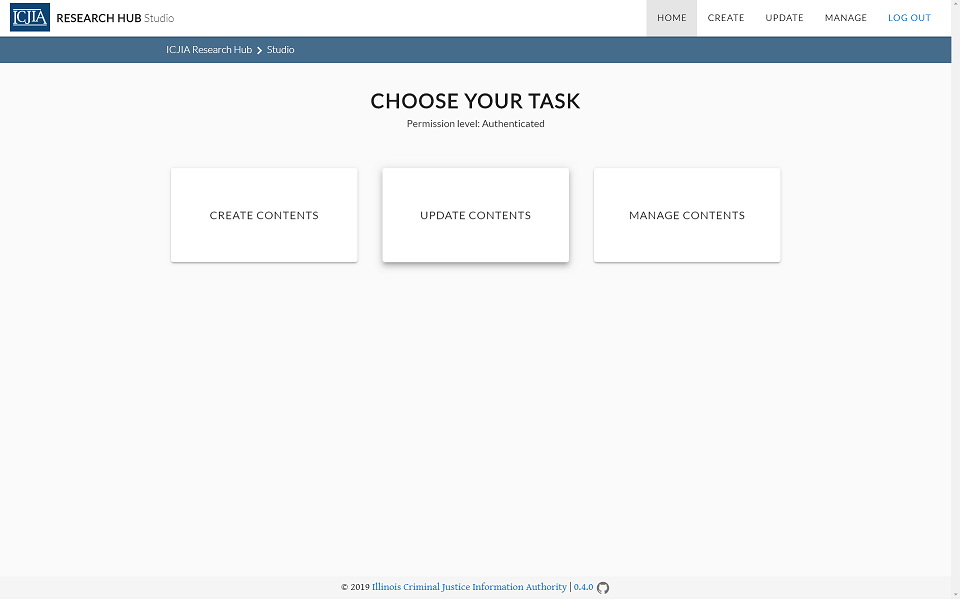 ICJIA RESEARCH HUB Studio HOME CREATE UPDATE MANAGE LOG OUT
ICJIA Research Hub > Studio
CHOOSE YOUR TASK
Permission level: Authenticated
CREATE CONTENTS UPDATE CONTENTS MANAGE CONTENTS
© 2019 Illinois Criminal Justice Information Authority | 0.4.0